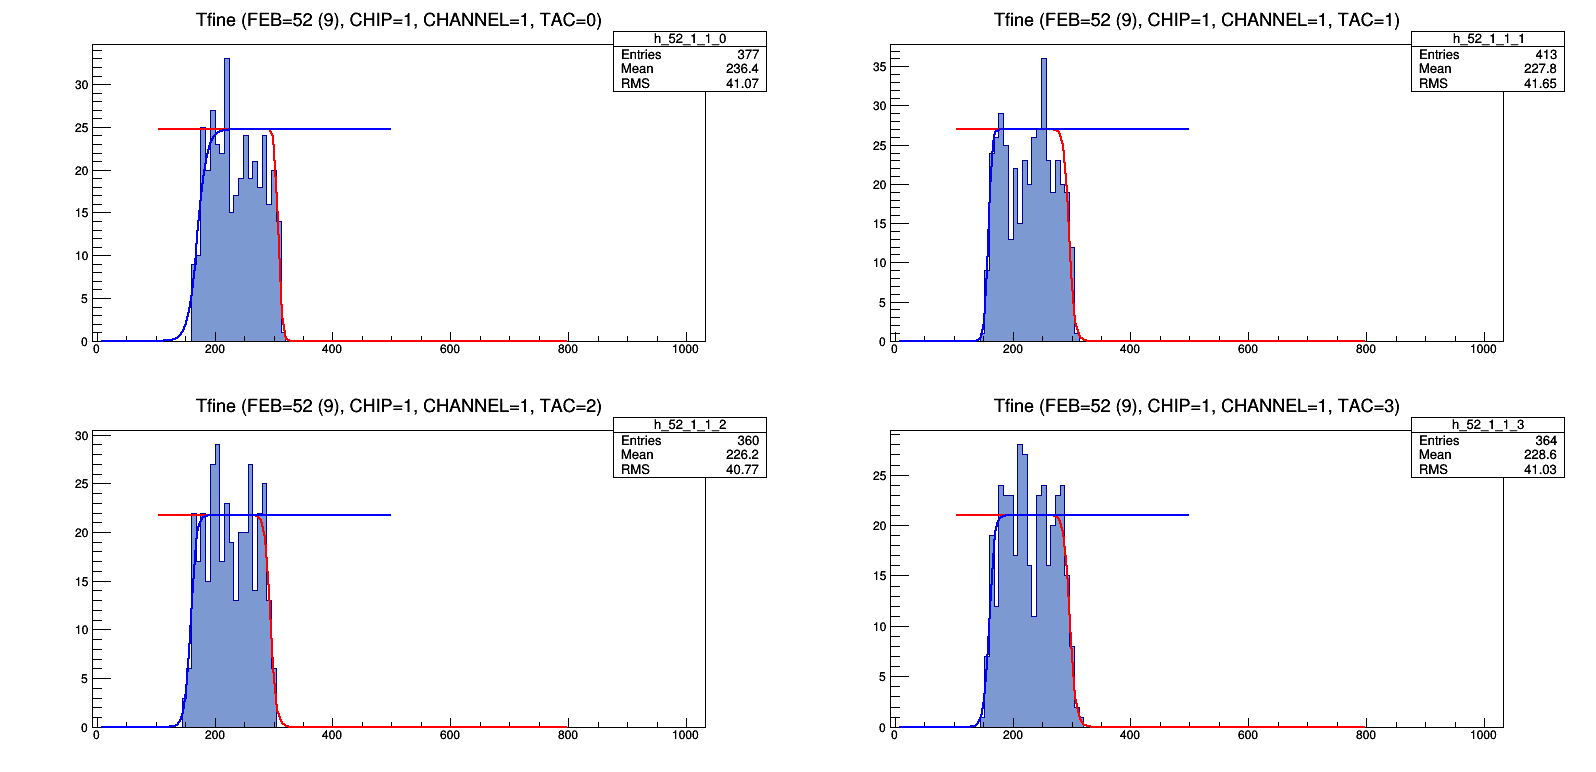 Tfine (FEB=52 (9), CHIP=1, CHANNEL=1, TAC=0)
h_52_1_1_0
Entries 377
Mean 236.4
RMS 41.07
30
25
20
15
10
5
0
0 200 400 600 800 1000
Tfine (FEB=52 (9), CHIP=1, CHANNEL=1, TAC=1)
h_52_1_1_1
Entries 413
Mean 227.8
RMS 41.65
35
30
25
20
15
10
5
0
0 200 400 600 800 1000
Tfine (FEB=52 (9), CHIP=1, CHANNEL=1, TAC=2)
h_52_1_1_2
Entries 360
Mean 226.2
RMS 40.77
30
25
20
15
10
5
0
0 200 400 600 800 1000
Tfine (FEB=52 (9), CHIP=1, CHANNEL=1, TAC=3)
h_52_1_1_3
Entries 364
Mean 228.6
RMS 41.03
25
20
15
10
5
0
0 200 400 600 800 1000